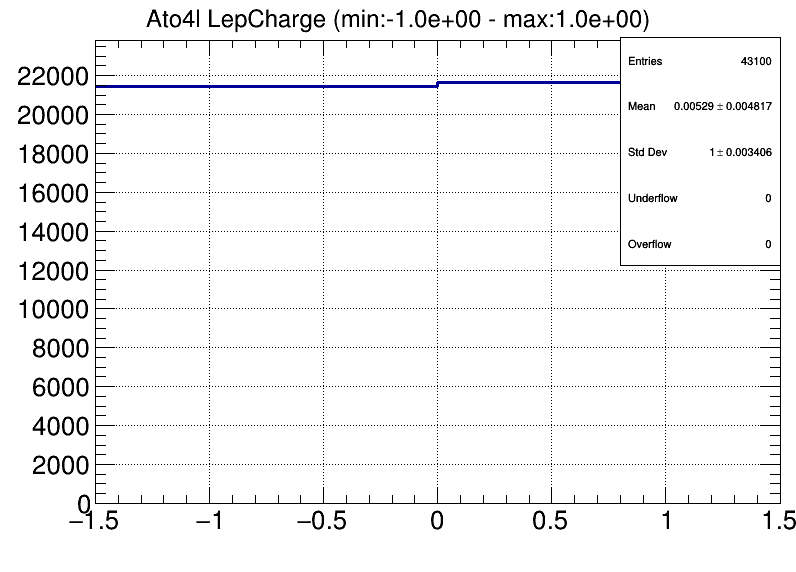 Ato4l LepCharge (min:-1.0e+00 - max:1.0e+00)
Entries 43100
Mean 0.00529 ± 0.004817
Std Dev 1 ± 0.003406
Underflow 0
Overflow 0
22000
20000
18000
16000
14000
12000
10000
8000
6000
4000
2000
0
−1.5 −1 −0.5 0 0.5 1 1.5